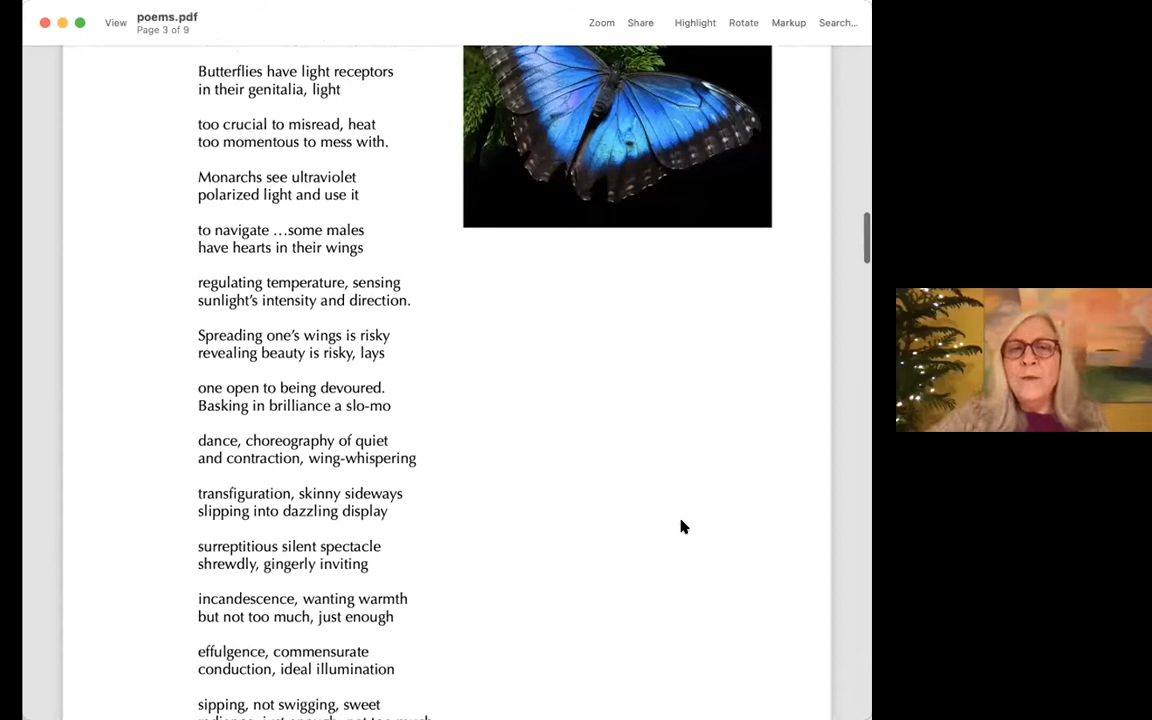 View
poems.pdf
Page 3 of 9
Zoom
Share
Highlight
Rotate
Markup
Search...
Butterflies have light receptors
in their genitalia, light
too crucial to misread, heat
too momentous to mess with.
Monarchs see ultraviolet
polarized light and use it
to navigate …some males
have hearts in their wings
regulating temperature, sensing
sunlight's intensity and direction.
Spreading one's wings is risky
revealing beauty is risky, lays
one open to being devoured.
Basking in brilliance a slo-mo
dance, choreography of quiet
and contraction, wing-whispering
transfiguration, skinny sideways
slipping into dazzling display
surreptitious silent spectacle
shrewdly, gingerly inviting
incandescence, wanting warmth
but not too much, just enough
effulgence, commensurate
conduction, ideal illumination
sipping, not swigging, sweet
radiance, just enough, not too much